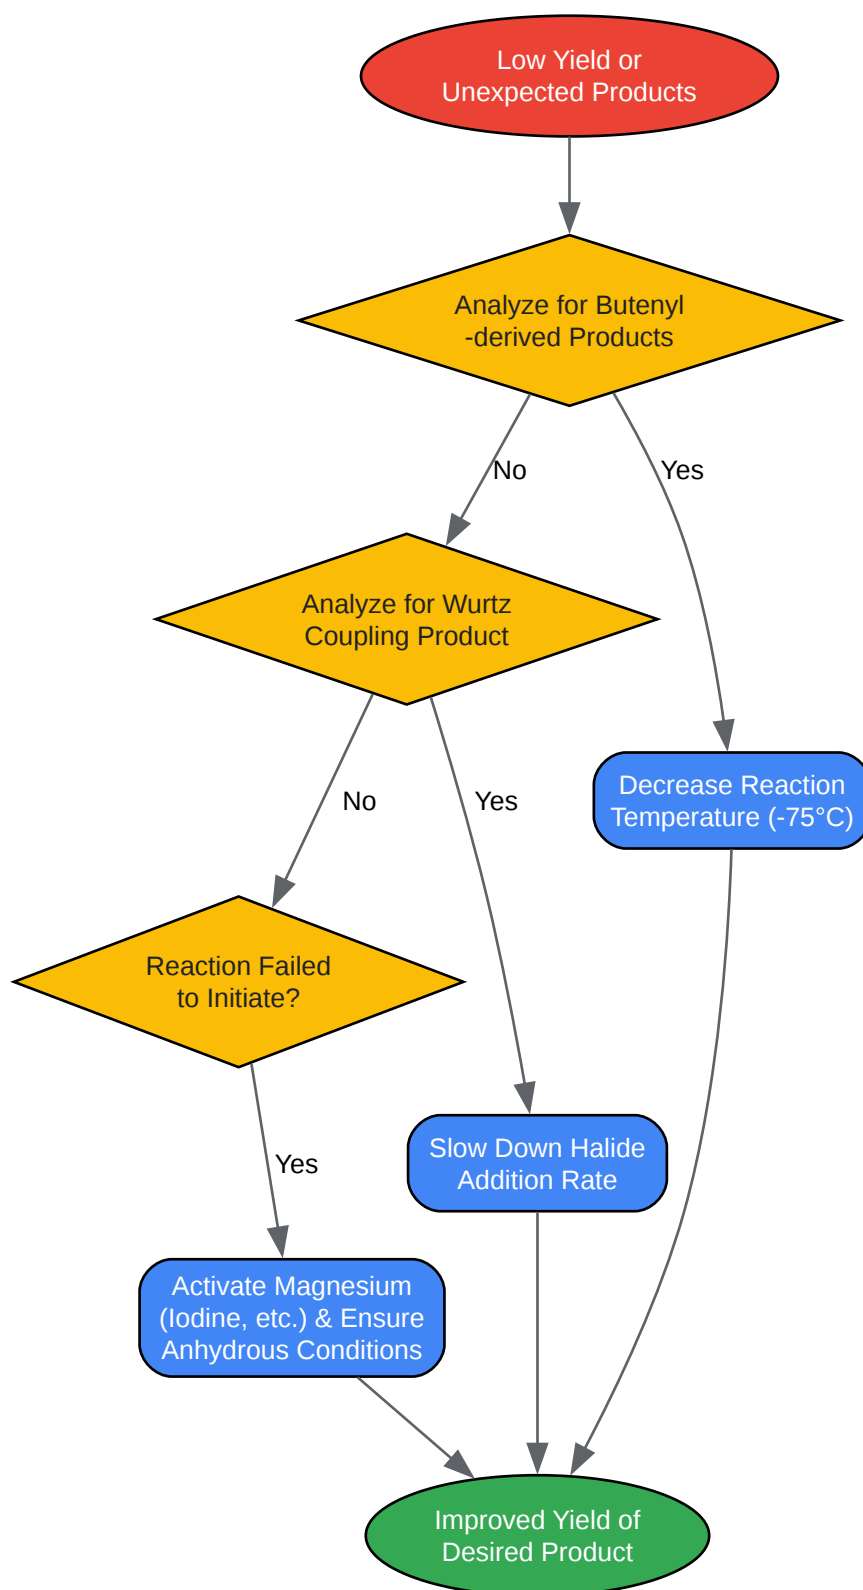 Low Yield or
Unexpected Products
Analyze for Butenyl
-derived Products
No
Yes
Analyze for Wurtz
Coupling Product
Decrease Reaction
Temperature (-75°C)
No
Yes
Reaction Failed
to Initiate?
Slow Down Halide
Addition Rate
Yes
Activate Magnesium
(Iodine, etc.) & Ensure
Anhydrous Conditions
Improved Yield of
Desired Product